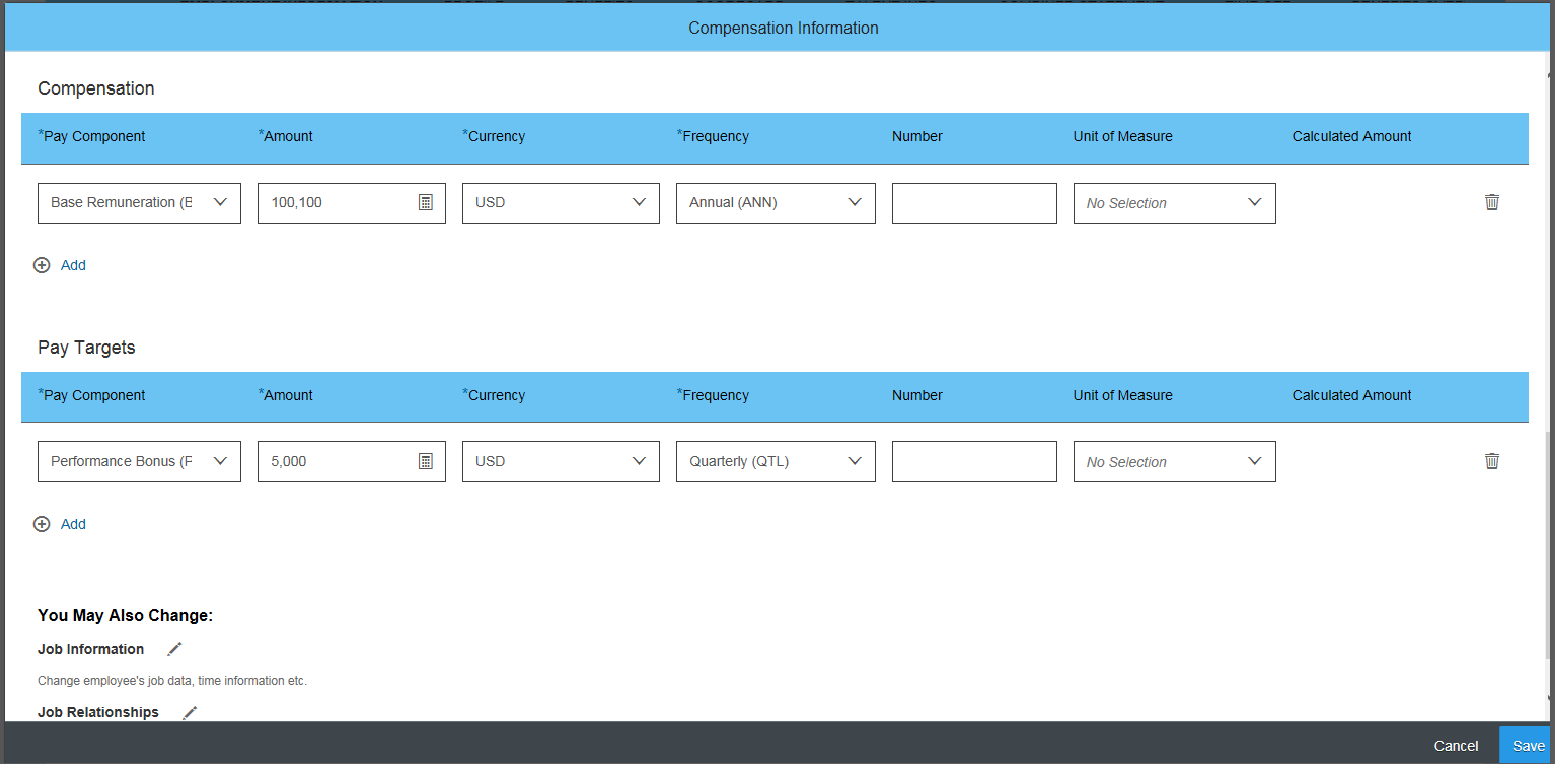 Compensation Information
Compensation
*Pay Component *Amount *Currency *Frequency Number Unit of Measure Calculated Amount
Base Remuneration (B 100,100 USD Annual (ANN) No Selection
Add
Pay Targets
*Pay Component *Amount *Currency *Frequency Number Unit of Measure Calculated Amount
Performance Bonus (F 5,000 USD Quarterly (QTL) No Selection
Add
You May Also Change:
Job Information
Change employee's job data, time information etc.
Job Relationships
Cancel Save